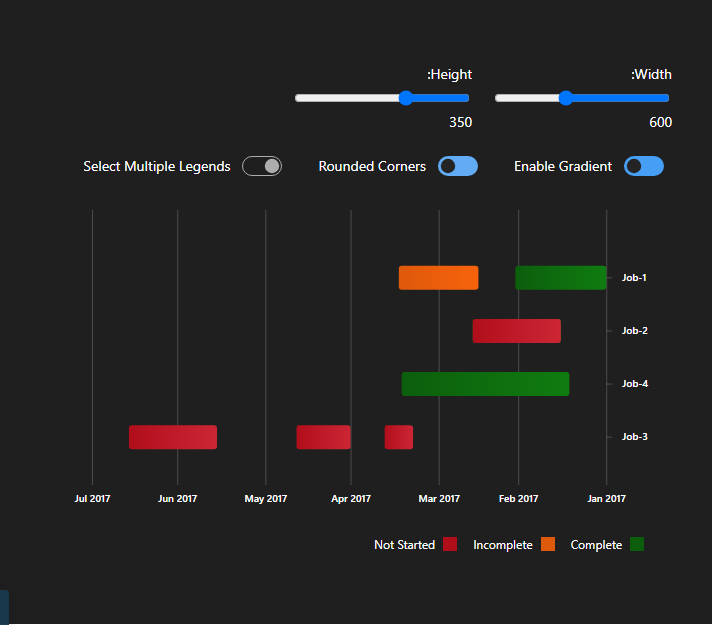 :Height
:Width
350
600
Select Multiple Legends
Rounded Corners
Enable Gradient
Job-1
Job-2
Job-4
Job-3
Jul 2017
Jun 2017
May 2017
Apr 2017
Mar 2017
Feb 2017
Jan 2017
Not Started
Incomplete
Complete